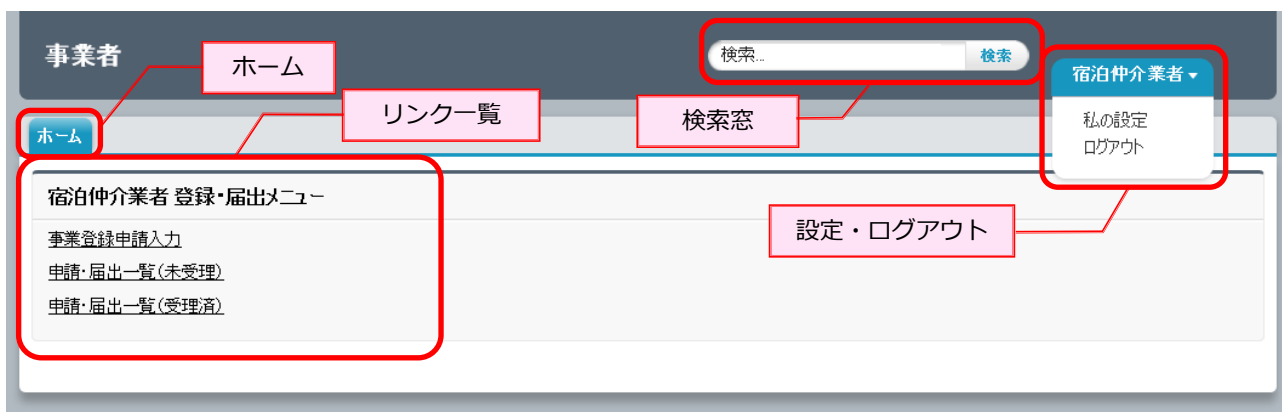 事業者
ホーム
検索...
検索
宿泊仲介業者
リンク一覧
検索窓
私の設定
ログアウト
ホーム
宿泊仲介業者 登録・届出メニュー
設定・ログアウト
事業登録申請入力
申請・届出一覧(未受理)
申請・届出一覧(受理済)